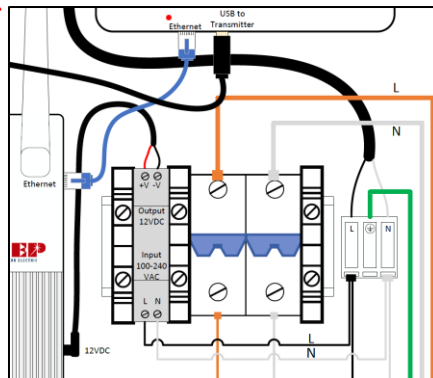 USB to
Transmitter
Ethernet
L
N
Ethernet
+V -V
Output
12VDC
Input
100-240
VAC
L N
L
N
L
N
12VDC